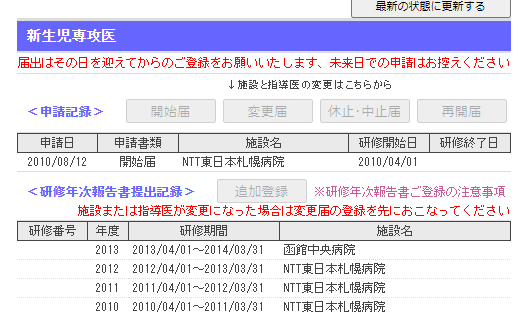 最新の状態に更新する
新生児専攻医
届出はその日を迎えてからのご登録をお願いいたします、未来日での申請はお控えください
↓施設と指導医の変更はこちらから
＜申請記録＞ 開始届 変更届 休止・中止届 再開届
申請日 申請書類 施設名 研修開始日 研修終了日
2010/08/12 開始届 NTT東日本札幌病院 2010/04/01
＜研修年次報告書提出記録＞ 追加登録 ※研修年次報告書ご登録の注意事項
施設または指導医が変更になった場合は変更届の登録を先におこなってください
研修番号 年度 研修期間 施設名
2013 2013/04/01～2014/03/31 函館中央病院
2012 2012/04/01～2013/03/31 NTT東日本札幌病院
2011 2011/04/01～2012/03/31 NTT東日本札幌病院
2010 2010/04/01～2011/03/31 NTT東日本札幌病院